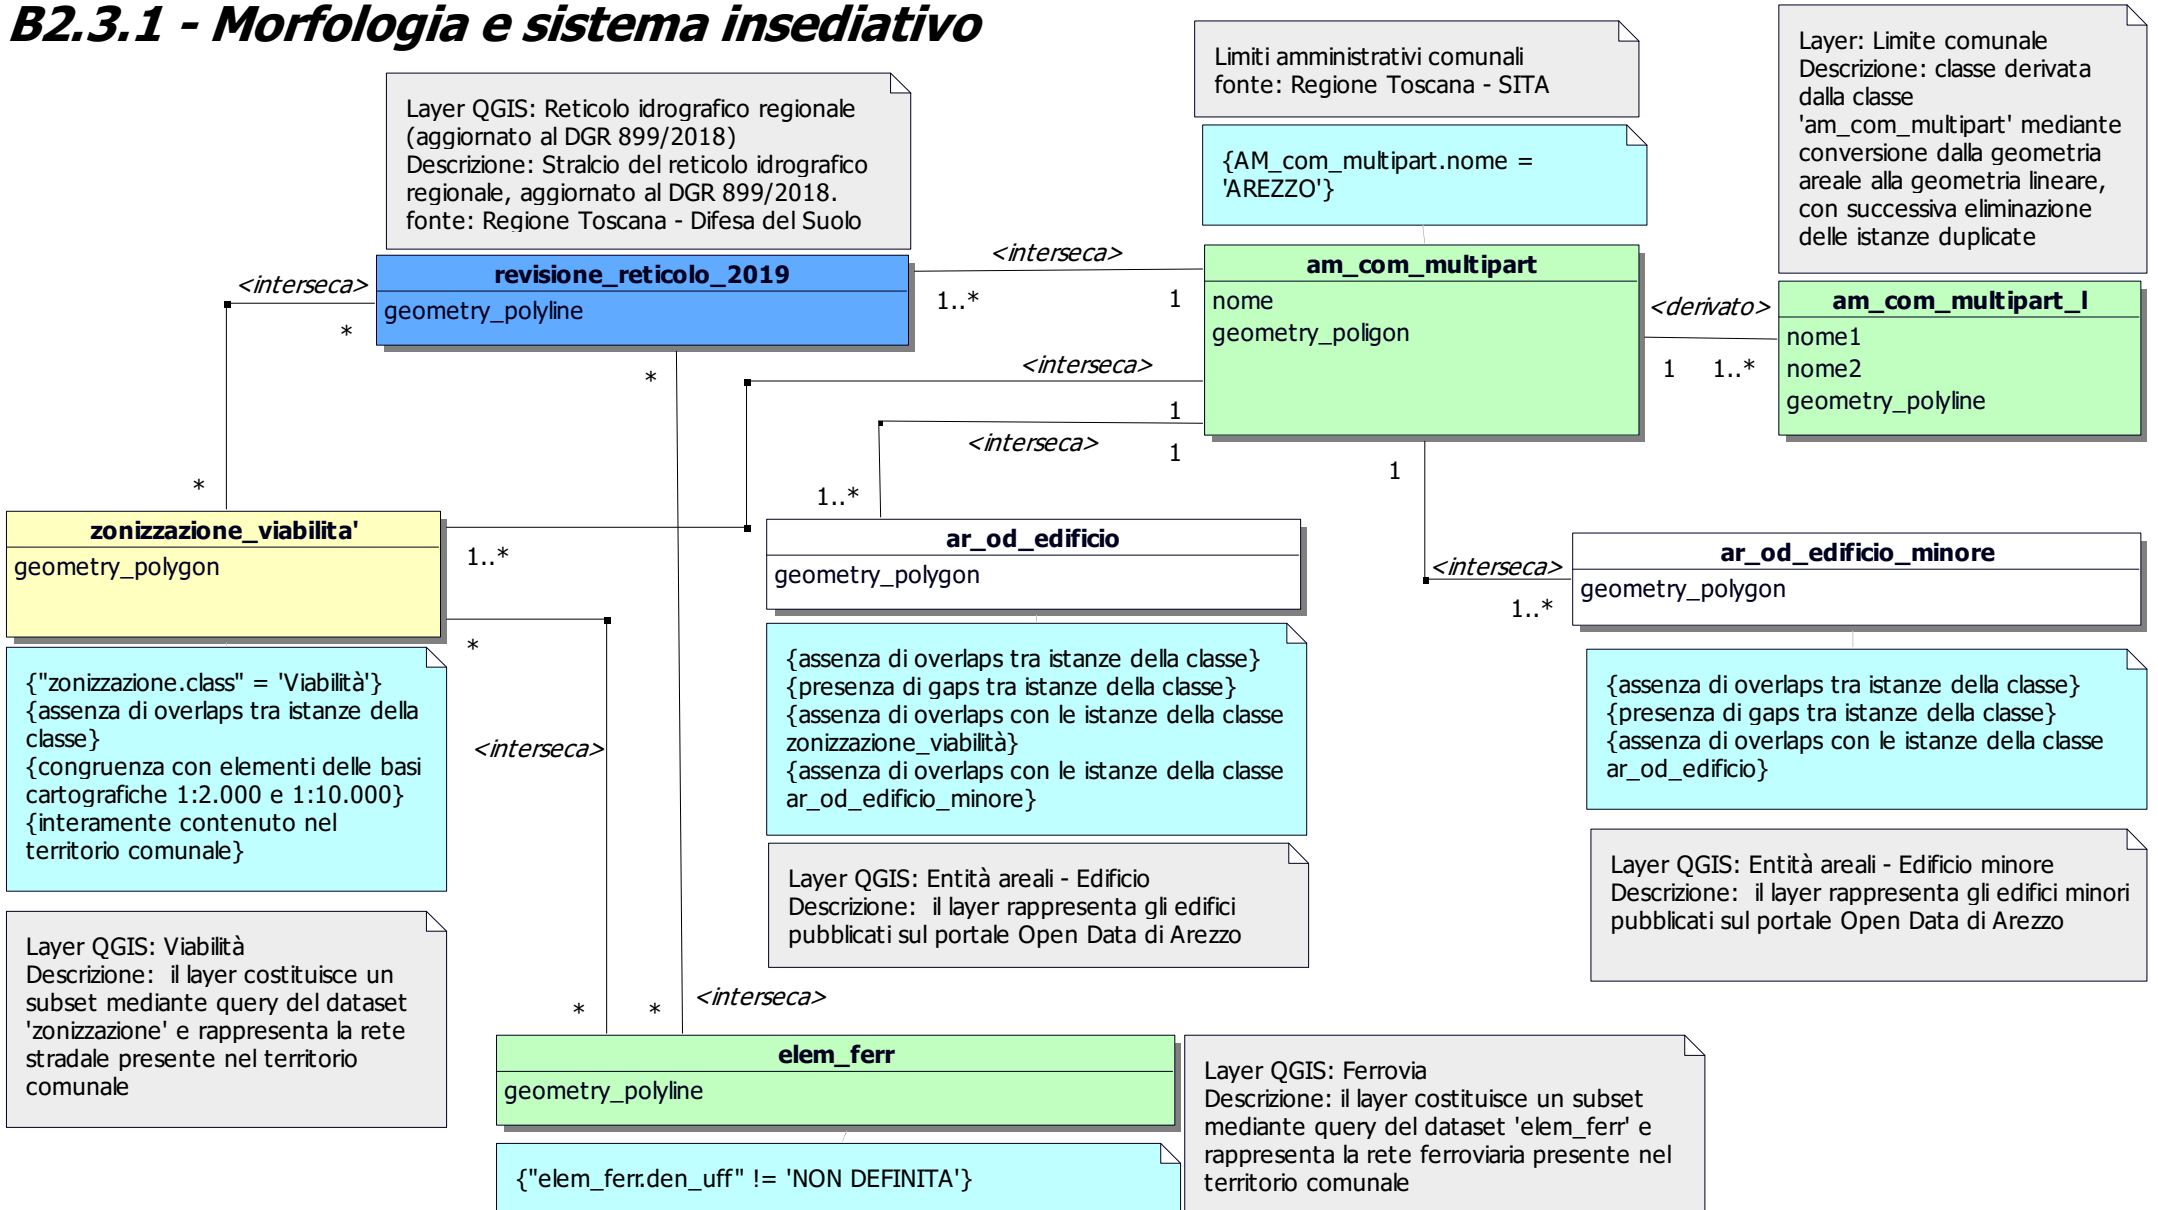 B2.3.1 - Morfologia e sistema insediativo
Layer QGIS: Reticolo idrografico regionale
(aggiornato al DGR 899/2018)
Descrizione: Stralcio del reticolo idrografico
regionale, aggiornato al DGR 899/2018.
fonte: Regione Toscana - Difesa del Suolo
Limiti amministrativi comunali
fonte: Regione Toscana - SITA
{AM_com_multipart.nome =
'AREZZO'}
Layer: Limite comunale
Descrizione: classe derivata
dalla classe
'am_com_multipart' mediante
conversione dalla geometria
areale alla geometria lineare,
con successiva eliminazione
delle istanze duplicate
<interseca>
*
revisione_reticolo_2019
geometry_polyline
<interseca>
1..*
1
am_com_multipart
nome
geometry_poligon
<derivato>
1
1..*
am_com_multipart_l
nome1
nome2
geometry_polyline
*
<interseca>
1
<interseca>
1
1
*
1..*
zonizzazione_viabilita'
geometry_polygon
1..*
*
ar_od_edificio
geometry_polygon
<interseca>
1..*
ar_od_edificio_minore
geometry_polygon
{"zonizzazione.class" = 'Viabilità'}
{assenza di overlaps tra istanze della
classe}
{congruenza con elementi delle basi
cartografiche 1:2.000 e 1:10.000}
{interamente contenuto nel
territorio comunale}
<interseca>
{assenza di overlaps tra istanze della classe}
{presenza di gaps tra istanze della classe}
{assenza di overlaps con le istanze della classe
zonizzazione_viabilità}
{assenza di overlaps con le istanze della classe
ar_od_edificio_minore}
{assenza di overlaps tra istanze della classe}
{presenza di gaps tra istanze della classe}
{assenza di overlaps con le istanze della classe
ar_od_edificio}
Layer QGIS: Entità areali - Edificio
Descrizione:  il layer rappresenta gli edifici
pubblicati sul portale Open Data di Arezzo
Layer QGIS: Entità areali - Edificio minore
Descrizione:  il layer rappresenta gli edifici minori
pubblicati sul portale Open Data di Arezzo
Layer QGIS: Viabilità
Descrizione:  il layer costituisce un
subset mediante query del dataset
'zonizzazione' e rappresenta la rete
stradale presente nel territorio
comunale
*
*
<interseca>
elem_ferr
geometry_polyline
{"elem_ferr.den_uff" != 'NON DEFINITA'}
Layer QGIS: Ferrovia
Descrizione: il layer costituisce un subset
mediante query del dataset 'elem_ferr' e
rappresenta la rete ferroviaria presente nel
territorio comunale